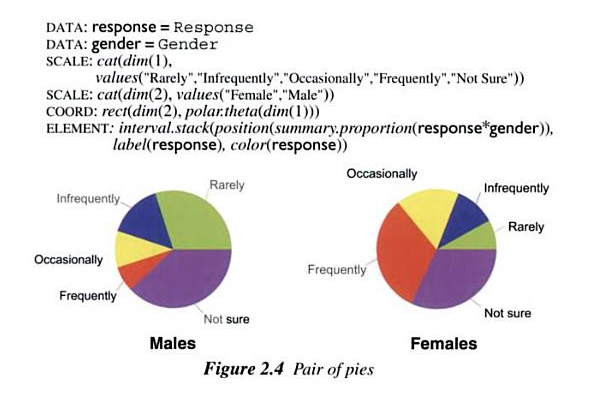 DATA: response = Response
DATA: gender = Gender
SCALE: cat(dim(1),
values("Rarely","Infrequently","Occasionally","Frequently","Not Sure"))
SCALE: cat(dim(2), values("Female","Male"))
COORD: rect(dim(2), polar.theta(dim(1)))
ELEMENT: interval.stack(position(summary.proportion(response*gender)),
label(response), color(response))
Infrequently
Rarely
Occasionally
Frequently
Not sure
Males
Occasionally
Infrequently
Rarely
Frequently
Not sure
Females
Figure 2.4 Pair of pies